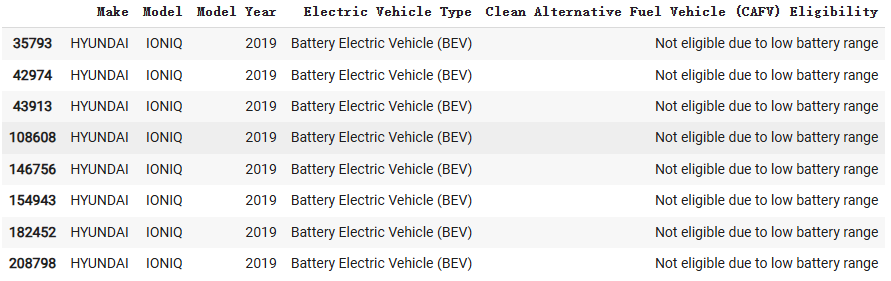 Make Model Model Year Electric Vehicle Type Clean Alternative Fuel Vehicle (CAFV) Eligibility
35793 HYUNDAI IONIQ 2019 Battery Electric Vehicle (BEV) Not eligible due to low battery range
42974 HYUNDAI IONIQ 2019 Battery Electric Vehicle (BEV) Not eligible due to low battery range
43913 HYUNDAI IONIQ 2019 Battery Electric Vehicle (BEV) Not eligible due to low battery range
108608 HYUNDAI IONIQ 2019 Battery Electric Vehicle (BEV) Not eligible due to low battery range
146756 HYUNDAI IONIQ 2019 Battery Electric Vehicle (BEV) Not eligible due to low battery range
154943 HYUNDAI IONIQ 2019 Battery Electric Vehicle (BEV) Not eligible due to low battery range
182452 HYUNDAI IONIQ 2019 Battery Electric Vehicle (BEV) Not eligible due to low battery range
208798 HYUNDAI IONIQ 2019 Battery Electric Vehicle (BEV) Not eligible due to low battery range